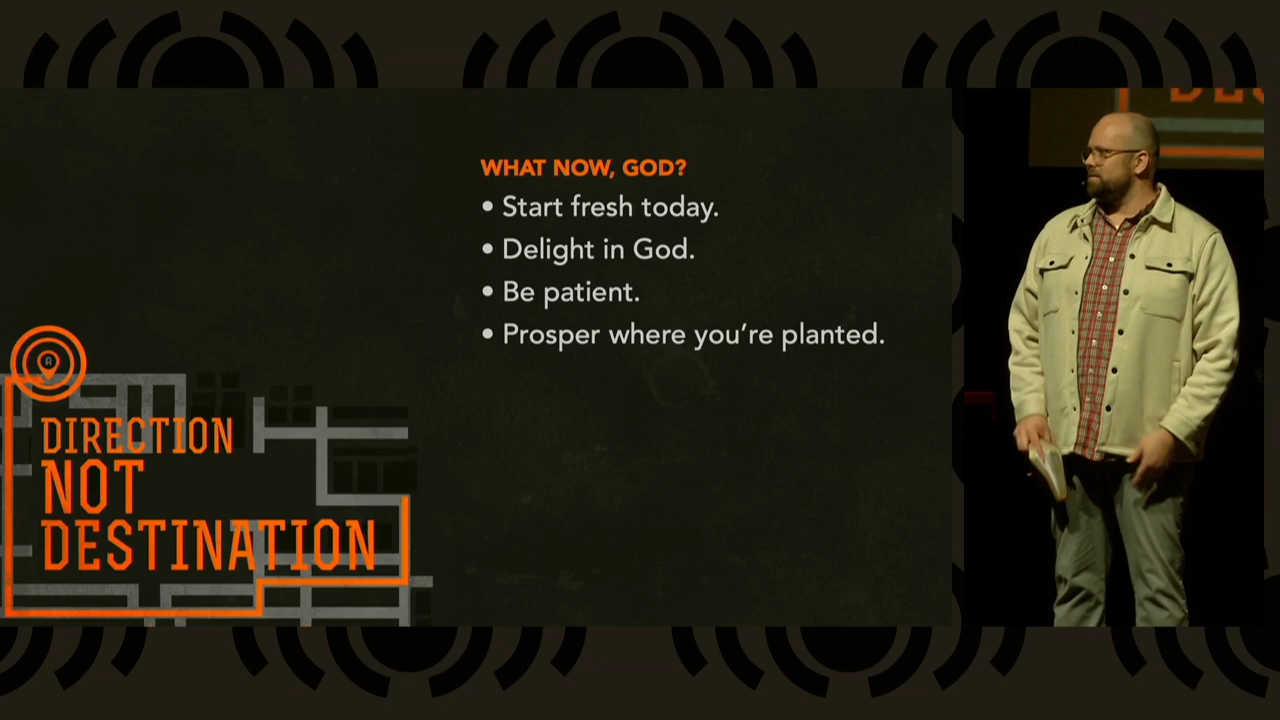 WHAT NOW, GOD?
• Start fresh today.
• Delight in God.
• Be patient.
• Prosper where you're planted.
A
DIRECTION
NOT
DESTINATION